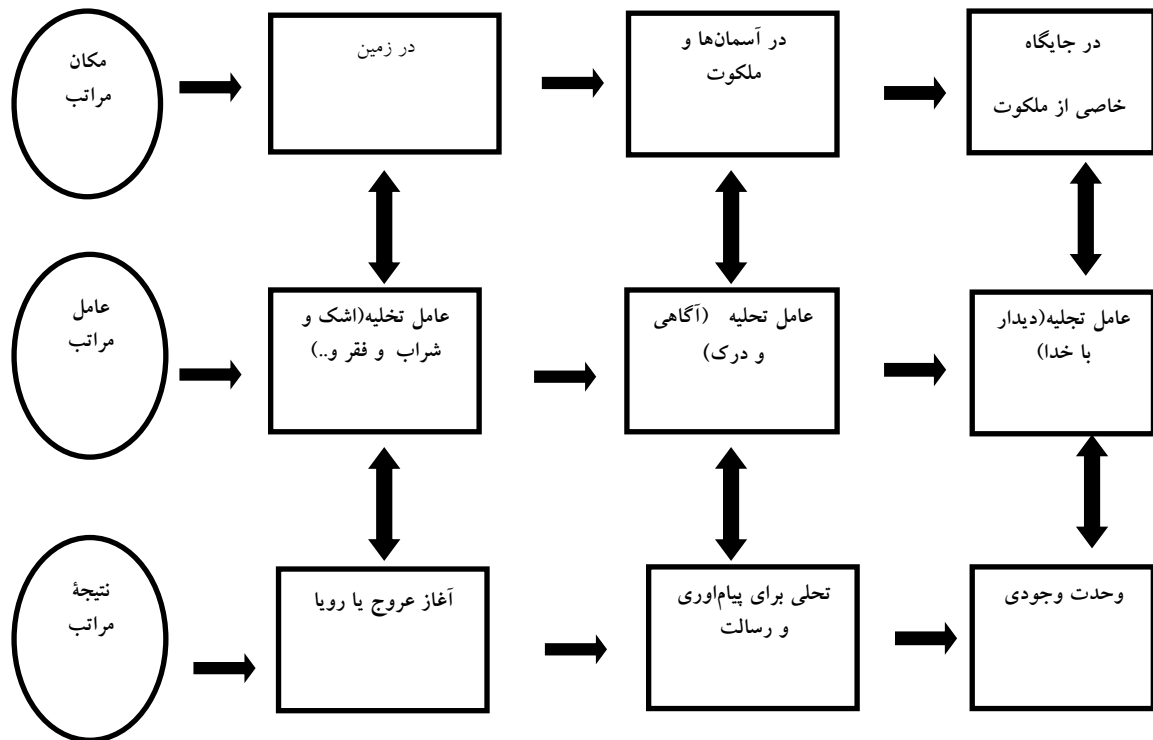 مکان
مراتب
در زمین
در آسمان‌ها و
ملکوت
در جایگاه
خاصی از ملکوت
عامل
مراتب
عامل تخلیه(اشک و
شراب و فقر و..)
عامل تحلیه (آگاهی
و درک)
عامل تجلیه(دیدار
با خدا)
نتیجۀ
مراتب
آغاز عروج یا رویا
تحلی برای پیام‌اوری
و رسالت
وحدت وجودی